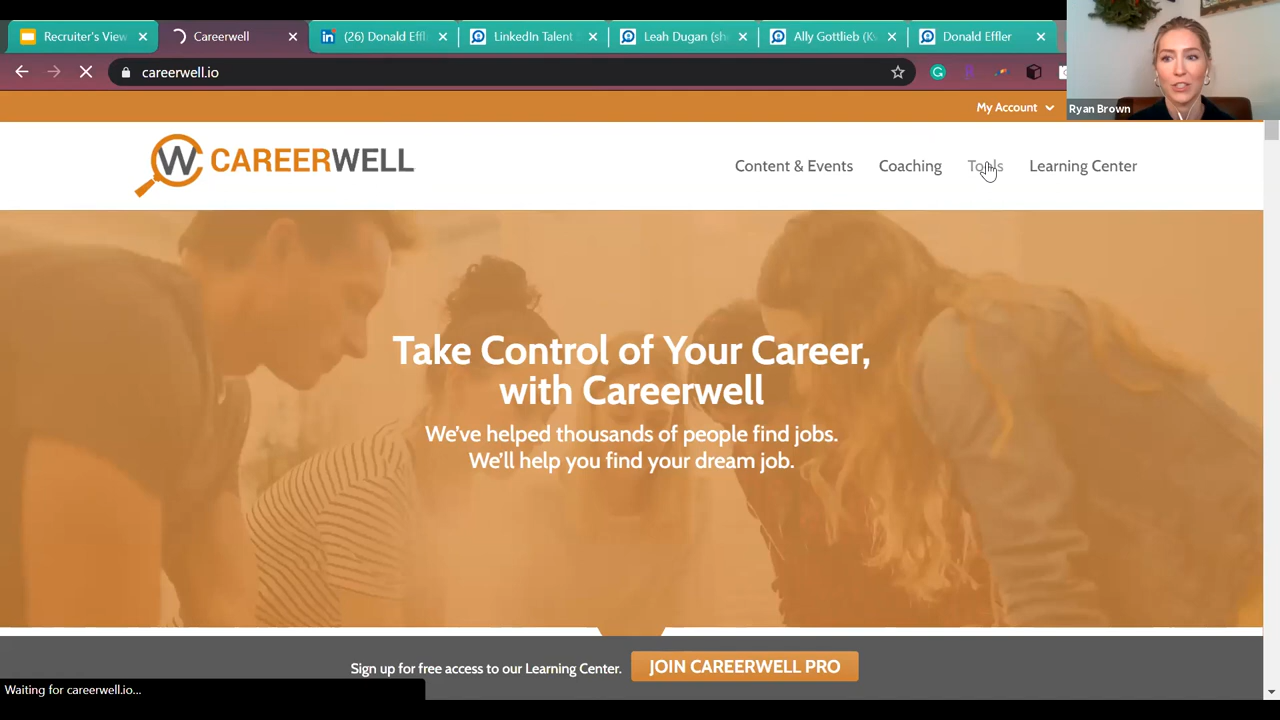 Recruiter's View
Careerwell
(26) Donald Effl
LinkedIn Talent
Leah Dugan (she
Ally Gottlieb (Kv
Donald Effler
careerwell.io
Ryan Brown
My Account
CAREERWELL
Content & Events
Coaching
Tools
Learning Center
Take Control of Your Career,
with Careerwell
We've helped thousands of people find jobs.
We'll help you find your dream job.
Sign up for free access to our Learning Center.
JOIN CAREERWELL PRO
Waiting for careerwell.io...